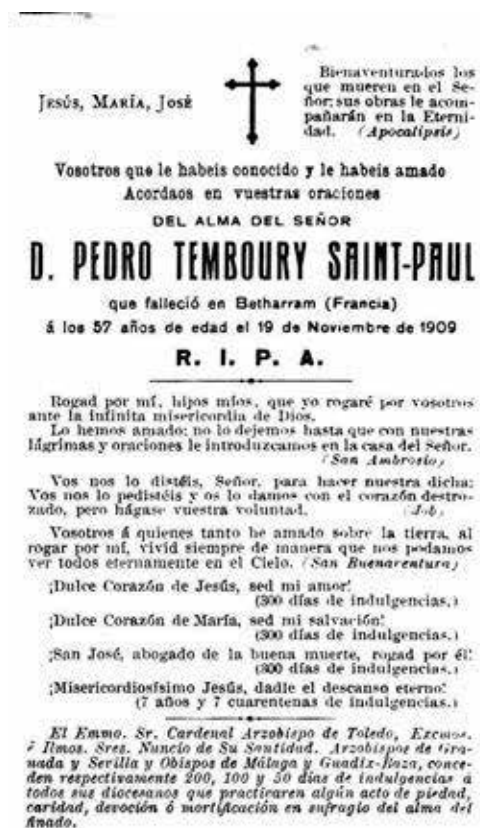 JESÚS, MARÍA, JOSÉ
Bienaventurados los
que mueren en el Se-
ñor; sus obras le acom-
pañarán en la Eterni-
dad. (Apocalipsis)
Vosotros que le habeis conocido y le habeis amado
Acordaos en vuestras oraciones
DEL ALMA DEL SEÑOR
D. PEDRO TEMBOURY SAINT-PAUL
que falleció en Betharram (Francia)
á los 57 años de edad el 19 de Noviembre de 1909
R. I. P. A.
Rogad por mí, hijos míos, que yo rogaré por vosotros
ante la infinita misericordia de Dios.
Lo hemos amado; no lo dejemos hasta que con nuestras
lágrimas y oraciones le introduzcamos en la casa del Señor.
(San Ambrosio)
Vos nos lo distéis, Señor, para hacer nuestra dicha;
Vos nos lo pedistéis y os lo damos con el corazón destro-
zado, pero hágase vuestra voluntad. (Job)
Vosotros á quienes tanto he amado sobre la tierra, al
rogar por mí, vivid siempre de manera que nos podamos
ver todos eternamente en el Cielo. (San Buenaventura)
¡Dulce Corazón de Jesús, sed mi amor!
(300 días de indulgencias.)
¡Dulce Corazón de María, sed mi salvación!
(300 días de indulgencias.)
¡San José, abogado de la buena muerte, rogad por él!
(300 días de indulgencias.)
¡Misericordiosísimo Jesús, dadle el descanso eterno!
(7 años y 7 cuarentenas de indulgencias.)
El Emmo. Sr. Cardenal Arzobispo de Toledo, Excmos.
é Ilmos. Sres. Nuncio de Su Santidad, Arzobispos de Gra-
nada y Sevilla y Obispos de Málaga y Guadix-Baza, conce-
den respectivamente 200, 100 y 50 días de indulgencias á
todos sus diocesanos que practicaren algún acto de piedad,
caridad, devoción ó mortificación en sufragio del alma del
finado.